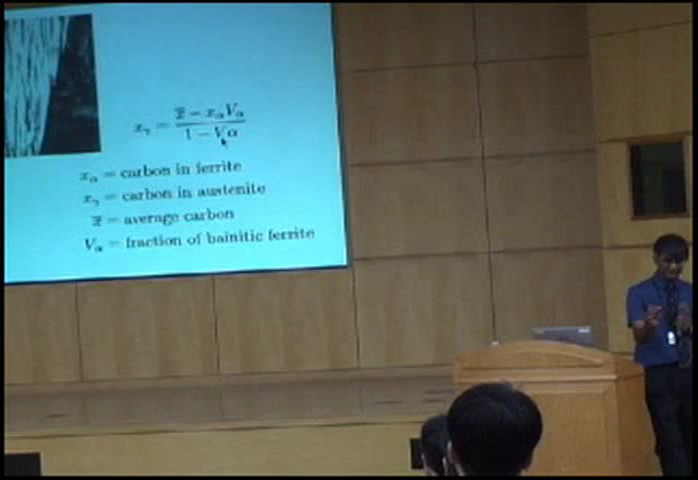 x_γ = (x̅ − x_α V_α) / (1 − Vα)
x_α = carbon in ferrite
x_γ = carbon in austenite
x̅ = average carbon
V_α = fraction of bainitic ferrite